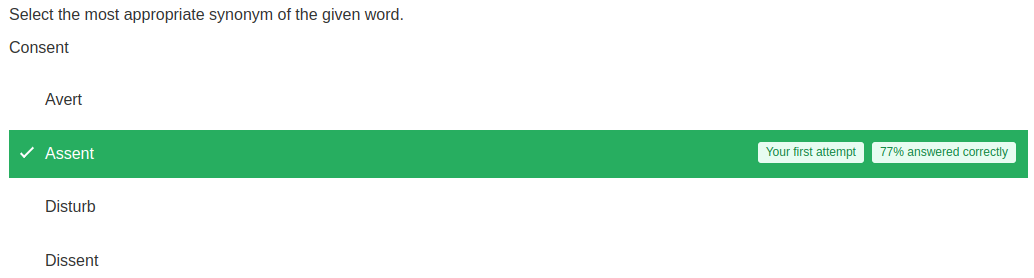 Select the most appropriate synonym of the given word.
Consent
Avert
Assent Your first attempt 77% answered correctly
Disturb
Dissent